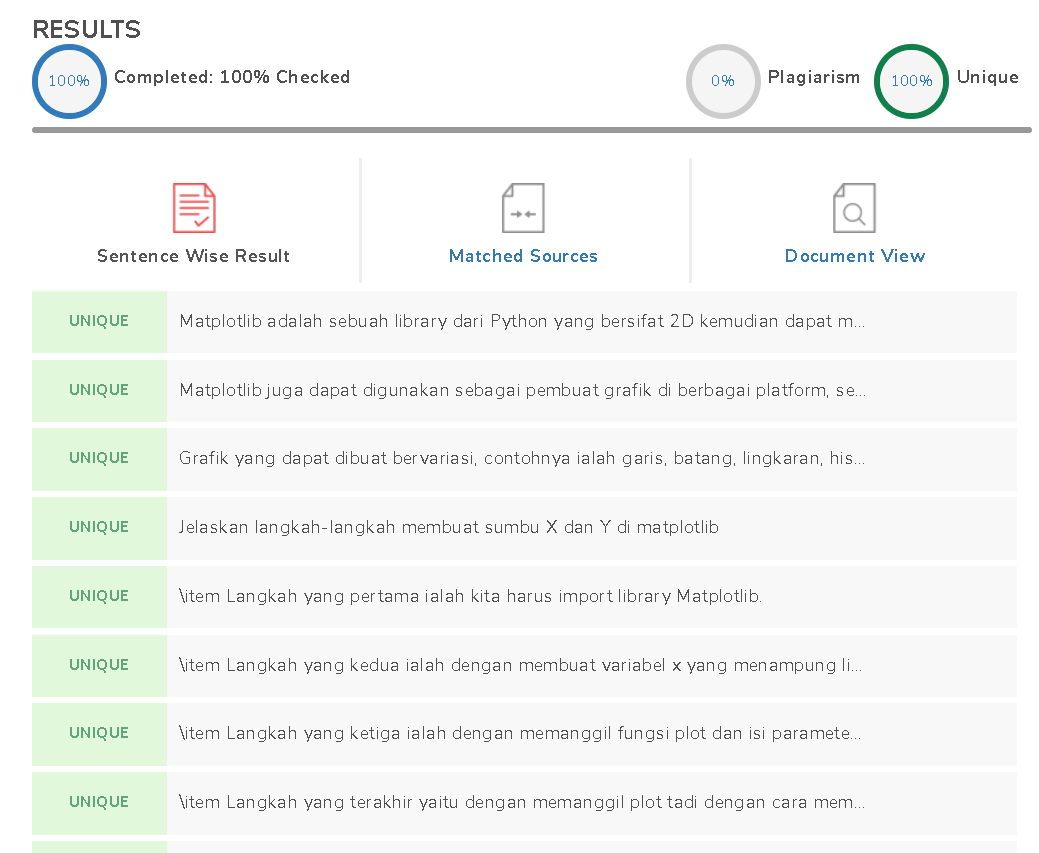 RESULTS
100% Completed: 100% Checked 0% Plagiarism 100% Unique
Sentence Wise Result Matched Sources Document View
UNIQUE Matplotlib adalah sebuah library dari Python yang bersifat 2D kemudian dapat m...
UNIQUE Matplotlib juga dapat digunakan sebagai pembuat grafik di berbagai platform, se...
UNIQUE Grafik yang dapat dibuat bervariasi, contohnya ialah garis, batang, lingkaran, his...
UNIQUE Jelaskan langkah-langkah membuat sumbu X dan Y di matplotlib
UNIQUE \item Langkah yang pertama ialah kita harus import library Matplotlib.
UNIQUE \item Langkah yang kedua ialah dengan membuat variabel x yang menampung li...
UNIQUE \item Langkah yang ketiga ialah dengan memanggil fungsi plot dan isi paramete...
UNIQUE \item Langkah yang terakhir yaitu dengan memanggil plot tadi dengan cara mem...